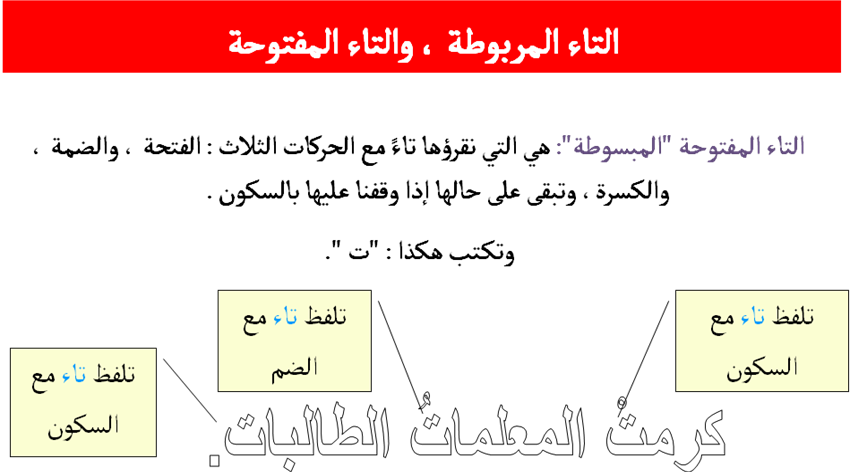 التاء المربوطة ، والتاء المفتوحة
التاء المفتوحة "المبسوطة": هي التي نقرؤها تاءً مع الحركات الثلاث : الفتحة ، والضمة ،
والكسرة ، وتبقى على حالها إذا وقفنا عليها بالسكون .
وتكتب هكذا : "ت ".
تلفظ تاء مع
السكون
تلفظ تاء مع
الضم
تلفظ تاء مع
السكون
كرمتْ المعلماتُ الطالبات.